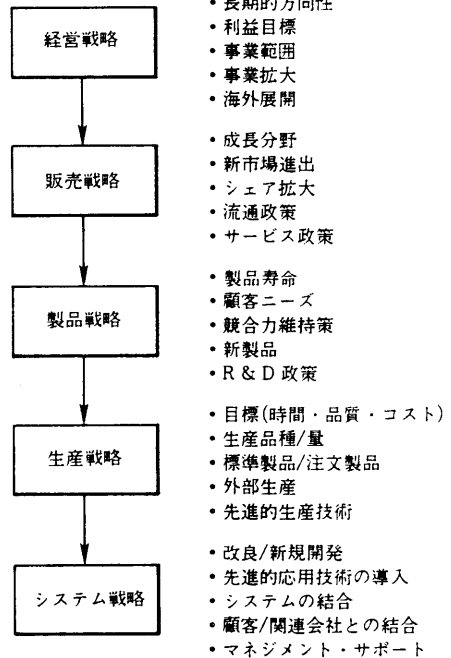 ・長期的方向性
・利益目標
経営戦略
・事業範囲
・事業拡大
・海外展開
・成長分野
・新市場進出
販売戦略
・シェア拡大
・流通政策
・サービス政策
・製品寿命
・顧客ニーズ
製品戦略
・競合力維持策
・新製品
・R & D 政策
・目標(時間・品質・コスト)
・生産品種/量
生産戦略
・標準製品/注文製品
・外部生産
・先進的生産技術
・改良/新規開発
・先進的応用技術の導入
システム戦略
・システムの結合
・顧客/関連会社との結合
・マネジメント・サポート